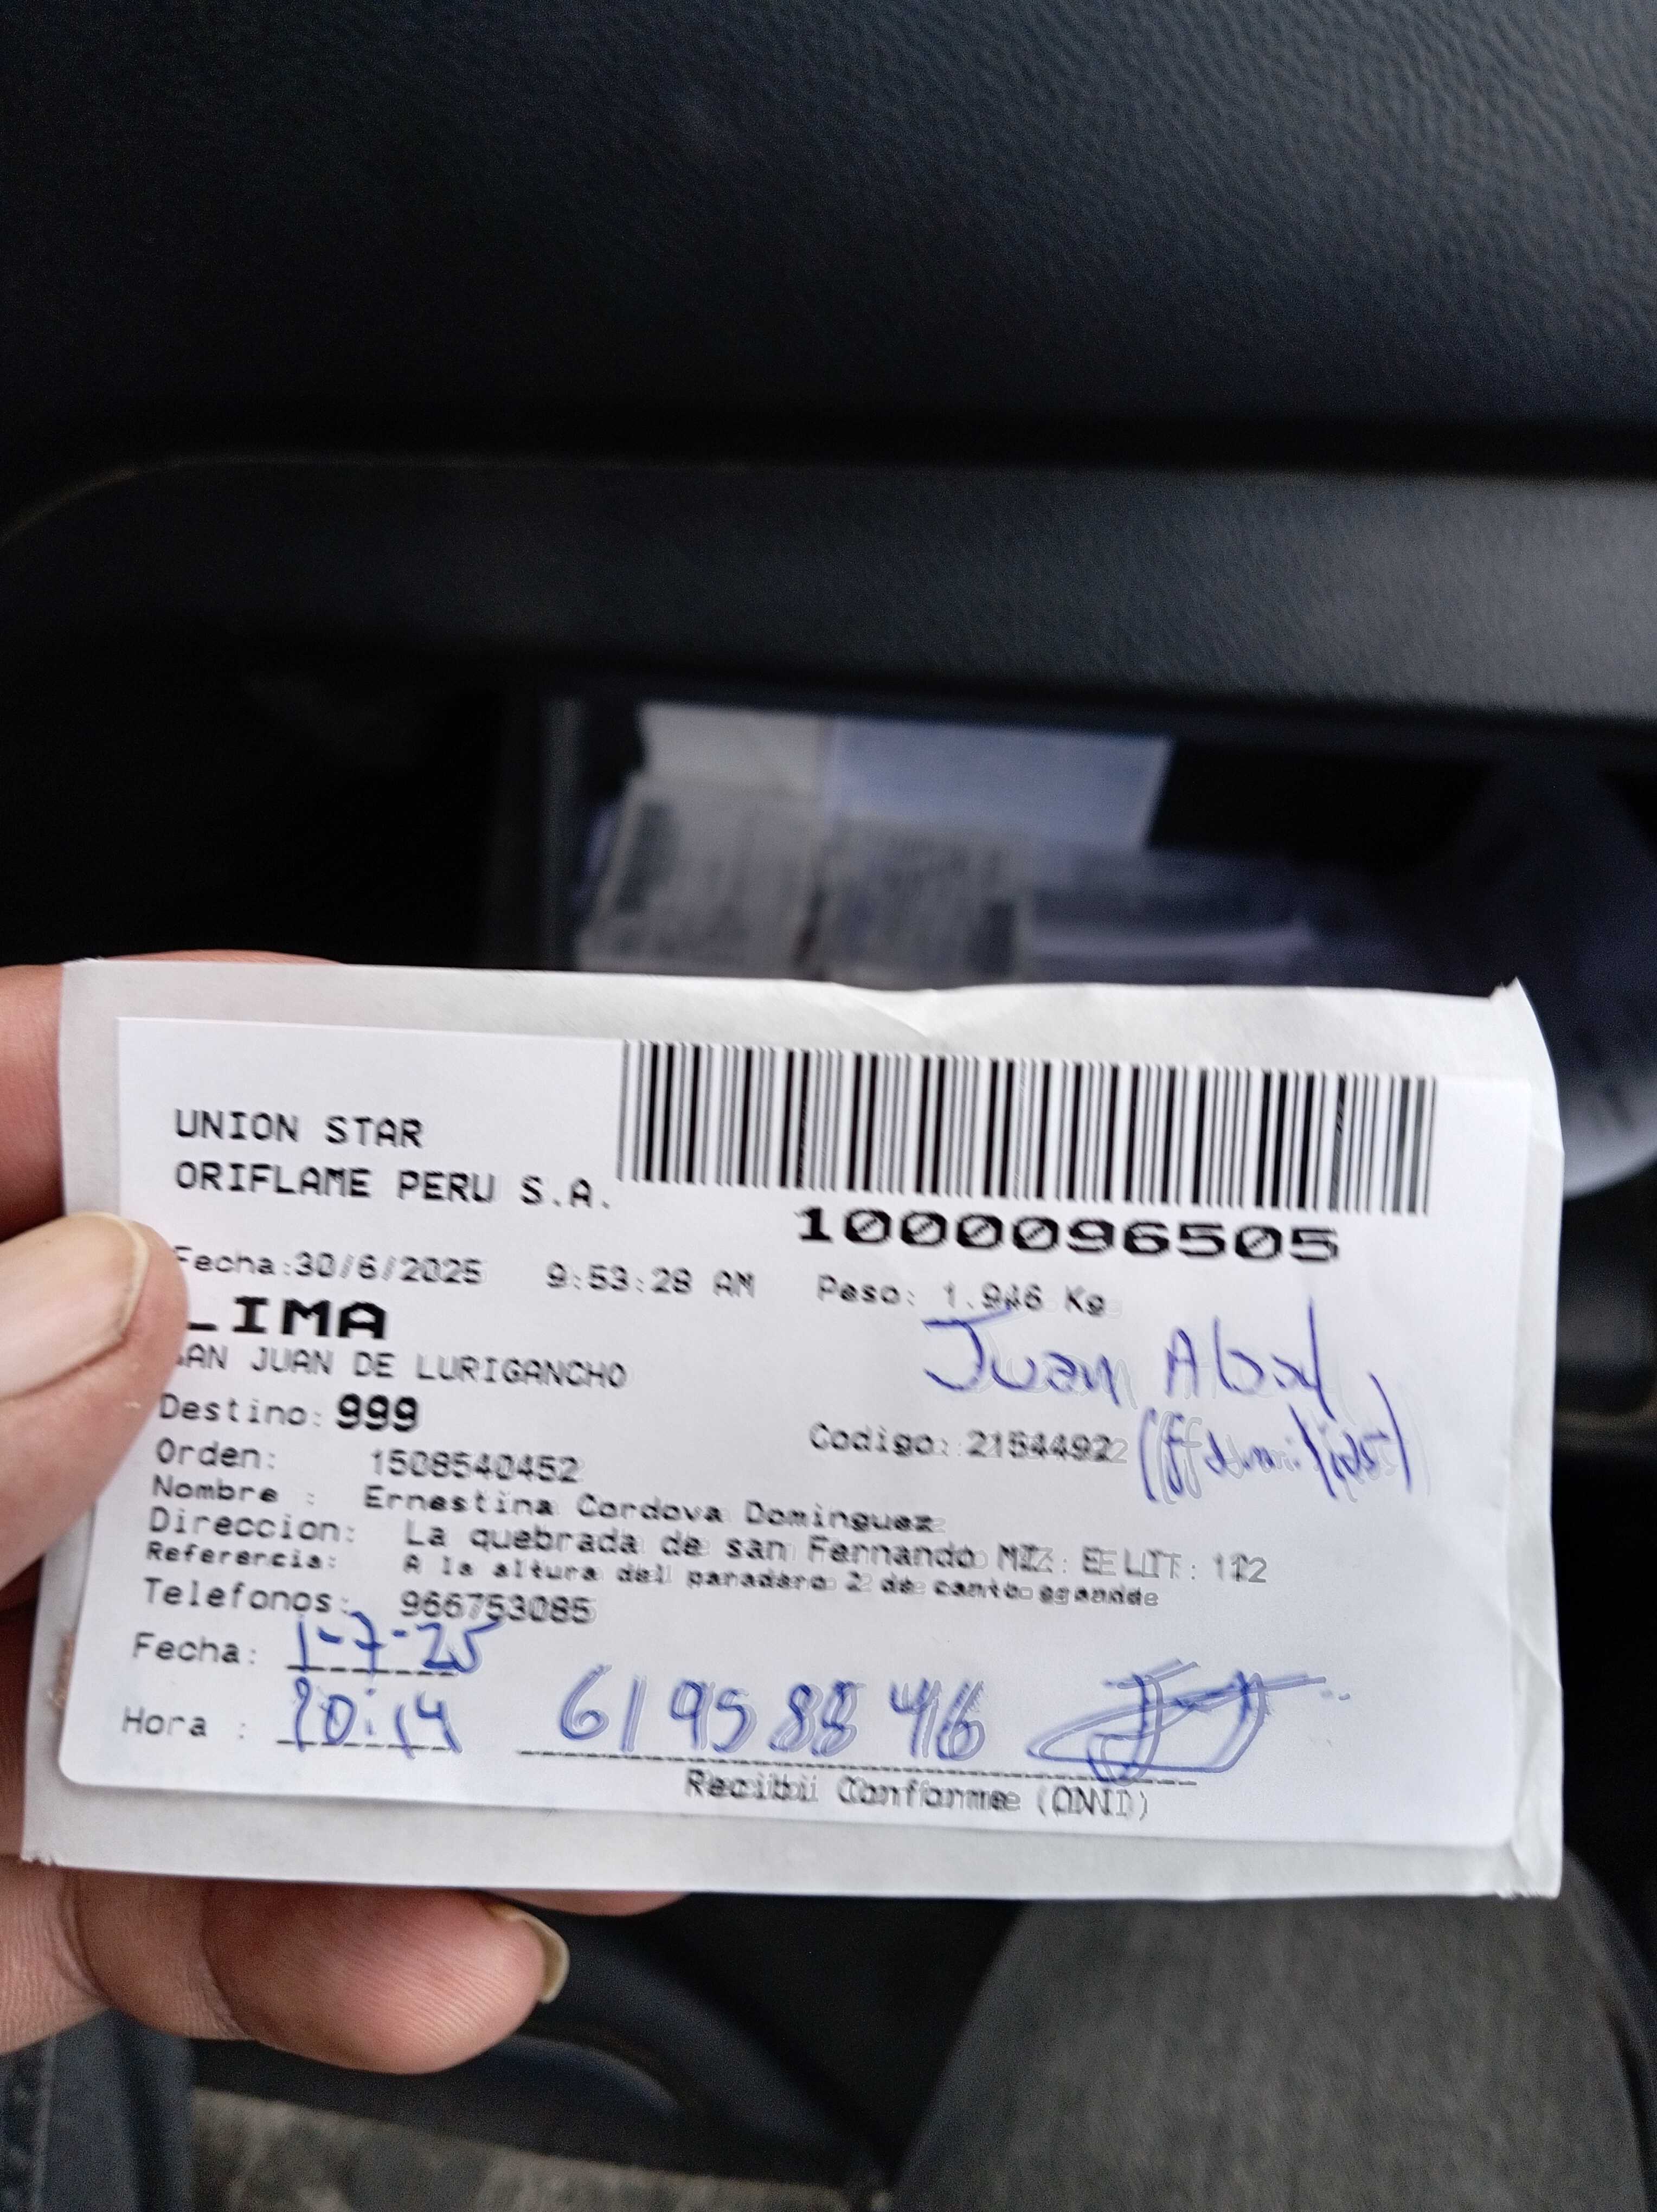 UNION STAR
ORIFLAME PERU S.A.
1000096505
Fecha:30/6/2025 9:53:28 AM Peso: 1.946 Kg
LIMA
SAN JUAN DE LURIGANCHO
Juan Abad
Destino: 999
Codigo: 2154492 (familiar)
Orden: 1508540452
Nombre : Ernestina Cordova Dominguez
Direccion: La quebrada de san Fernando MZ: E LT: 12
Referencia: A la altura del paradero 2 de canto grande
Telefonos: 966753085
Fecha: 1-7-25
Hora : 61958846
Recibi Conforme (DNI)